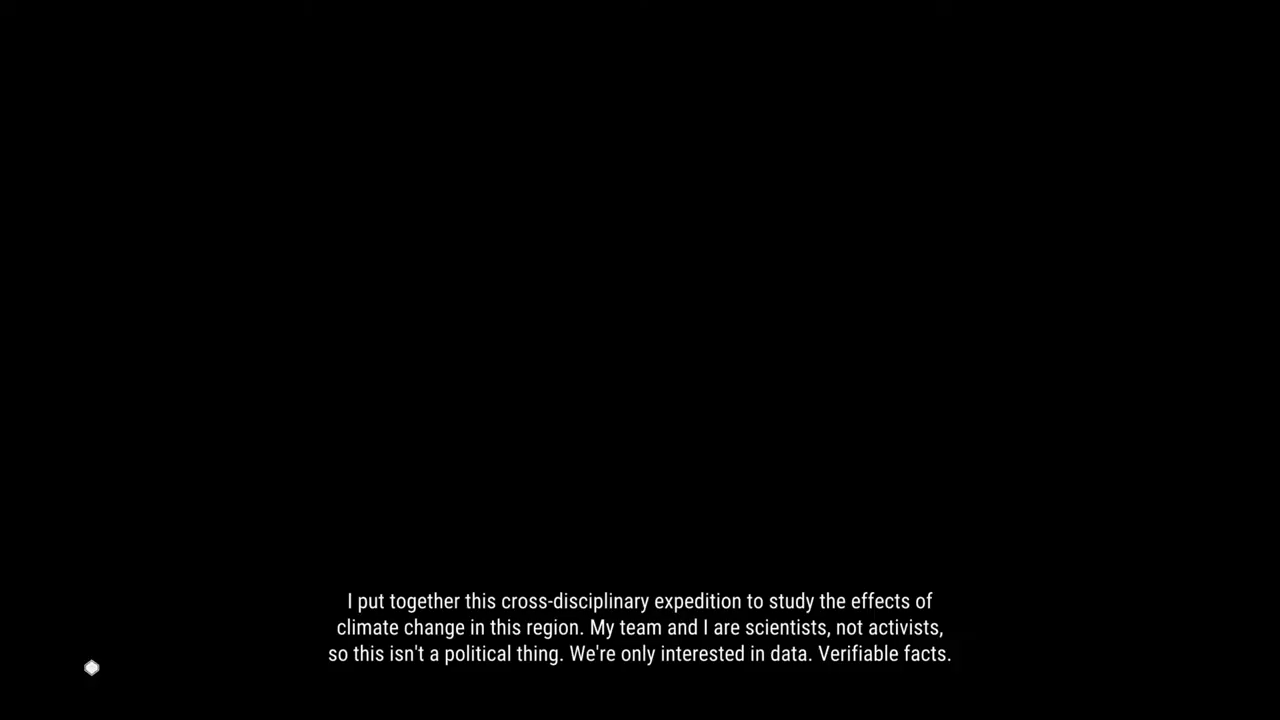 I put together this cross-disciplinary expedition to study the effects of
climate change in this region. My team and I are scientists, not activists,
so this isn't a political thing. We're only interested in data. Verifiable facts.